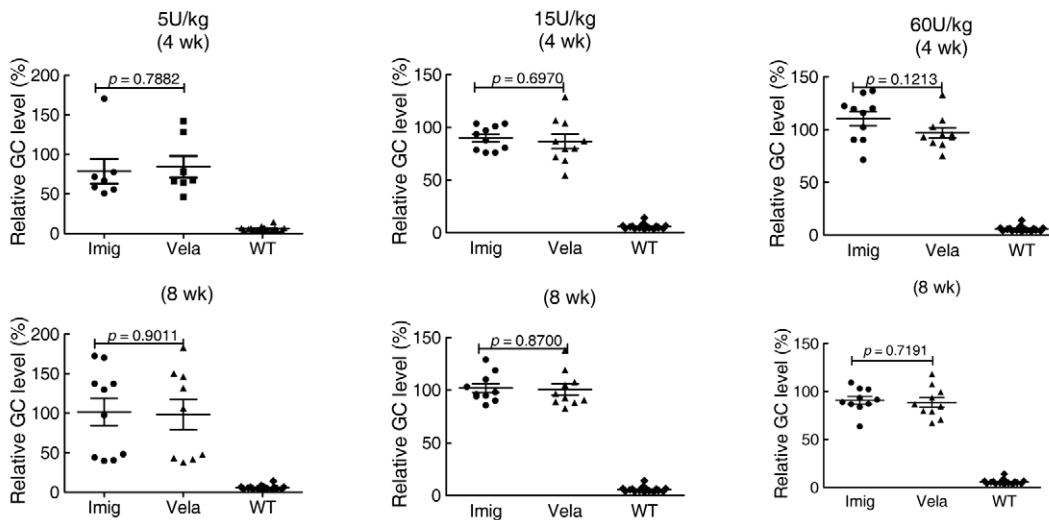 5U/kg
(4 wk)
Relative GC level (%)
200
150
100
50
0
p = 0.7882
Imig Vela WT
15U/kg
(4 wk)
Relative GC level (%)
150
100
50
0
p = 0.6970
Imig Vela WT
60U/kg
(4 wk)
Relative GC level (%)
150
100
50
0
p = 0.1213
Imig Vela WT
(8 wk)
Relative GC level (%)
200
150
100
50
0
p = 0.9011
Imig Vela WT
(8 wk)
Relative GC level (%)
150
100
50
0
p = 0.8700
Imig Vela WT
(8 wk)
Relative GC level (%)
150
100
50
0
p = 0.7191
Imig Vela WT